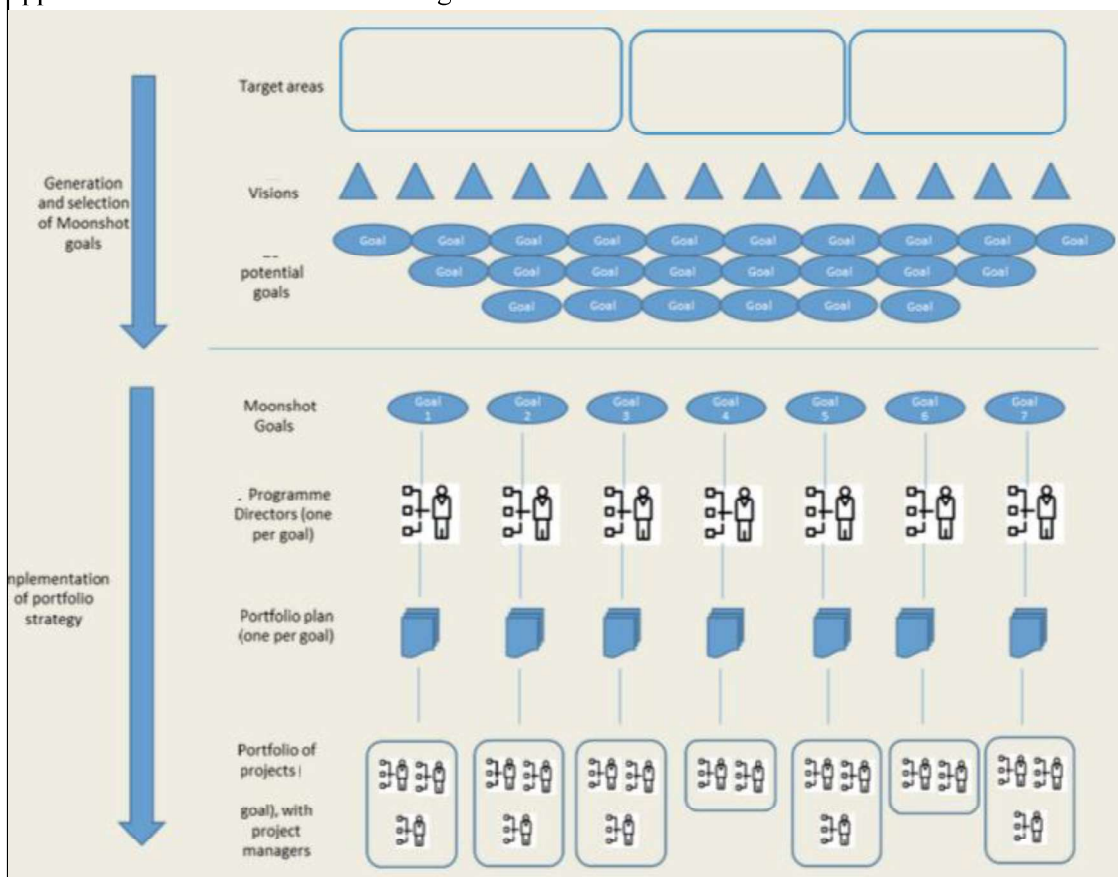 Target areas
Generation
and selection
of Moonshot
goals
Visions
Goal Goal Goal Goal Goal Goal Goal Goal Goal Goal
potential
goals
Goal Goal Goal Goal Goal Goal Goal Goal
Goal Goal Goal Goal Goal Goal
Moonshot
Goals
Goal
1
Goal
2
Goal
3
Goal
4
Goal
5
Goal
6
Goal
7
. Programme
Directors (one
per goal)
nplementation
of portfolio
strategy
Portfolio plan
(one per goal)
Portfolio of
projects
goal), with
project
managers